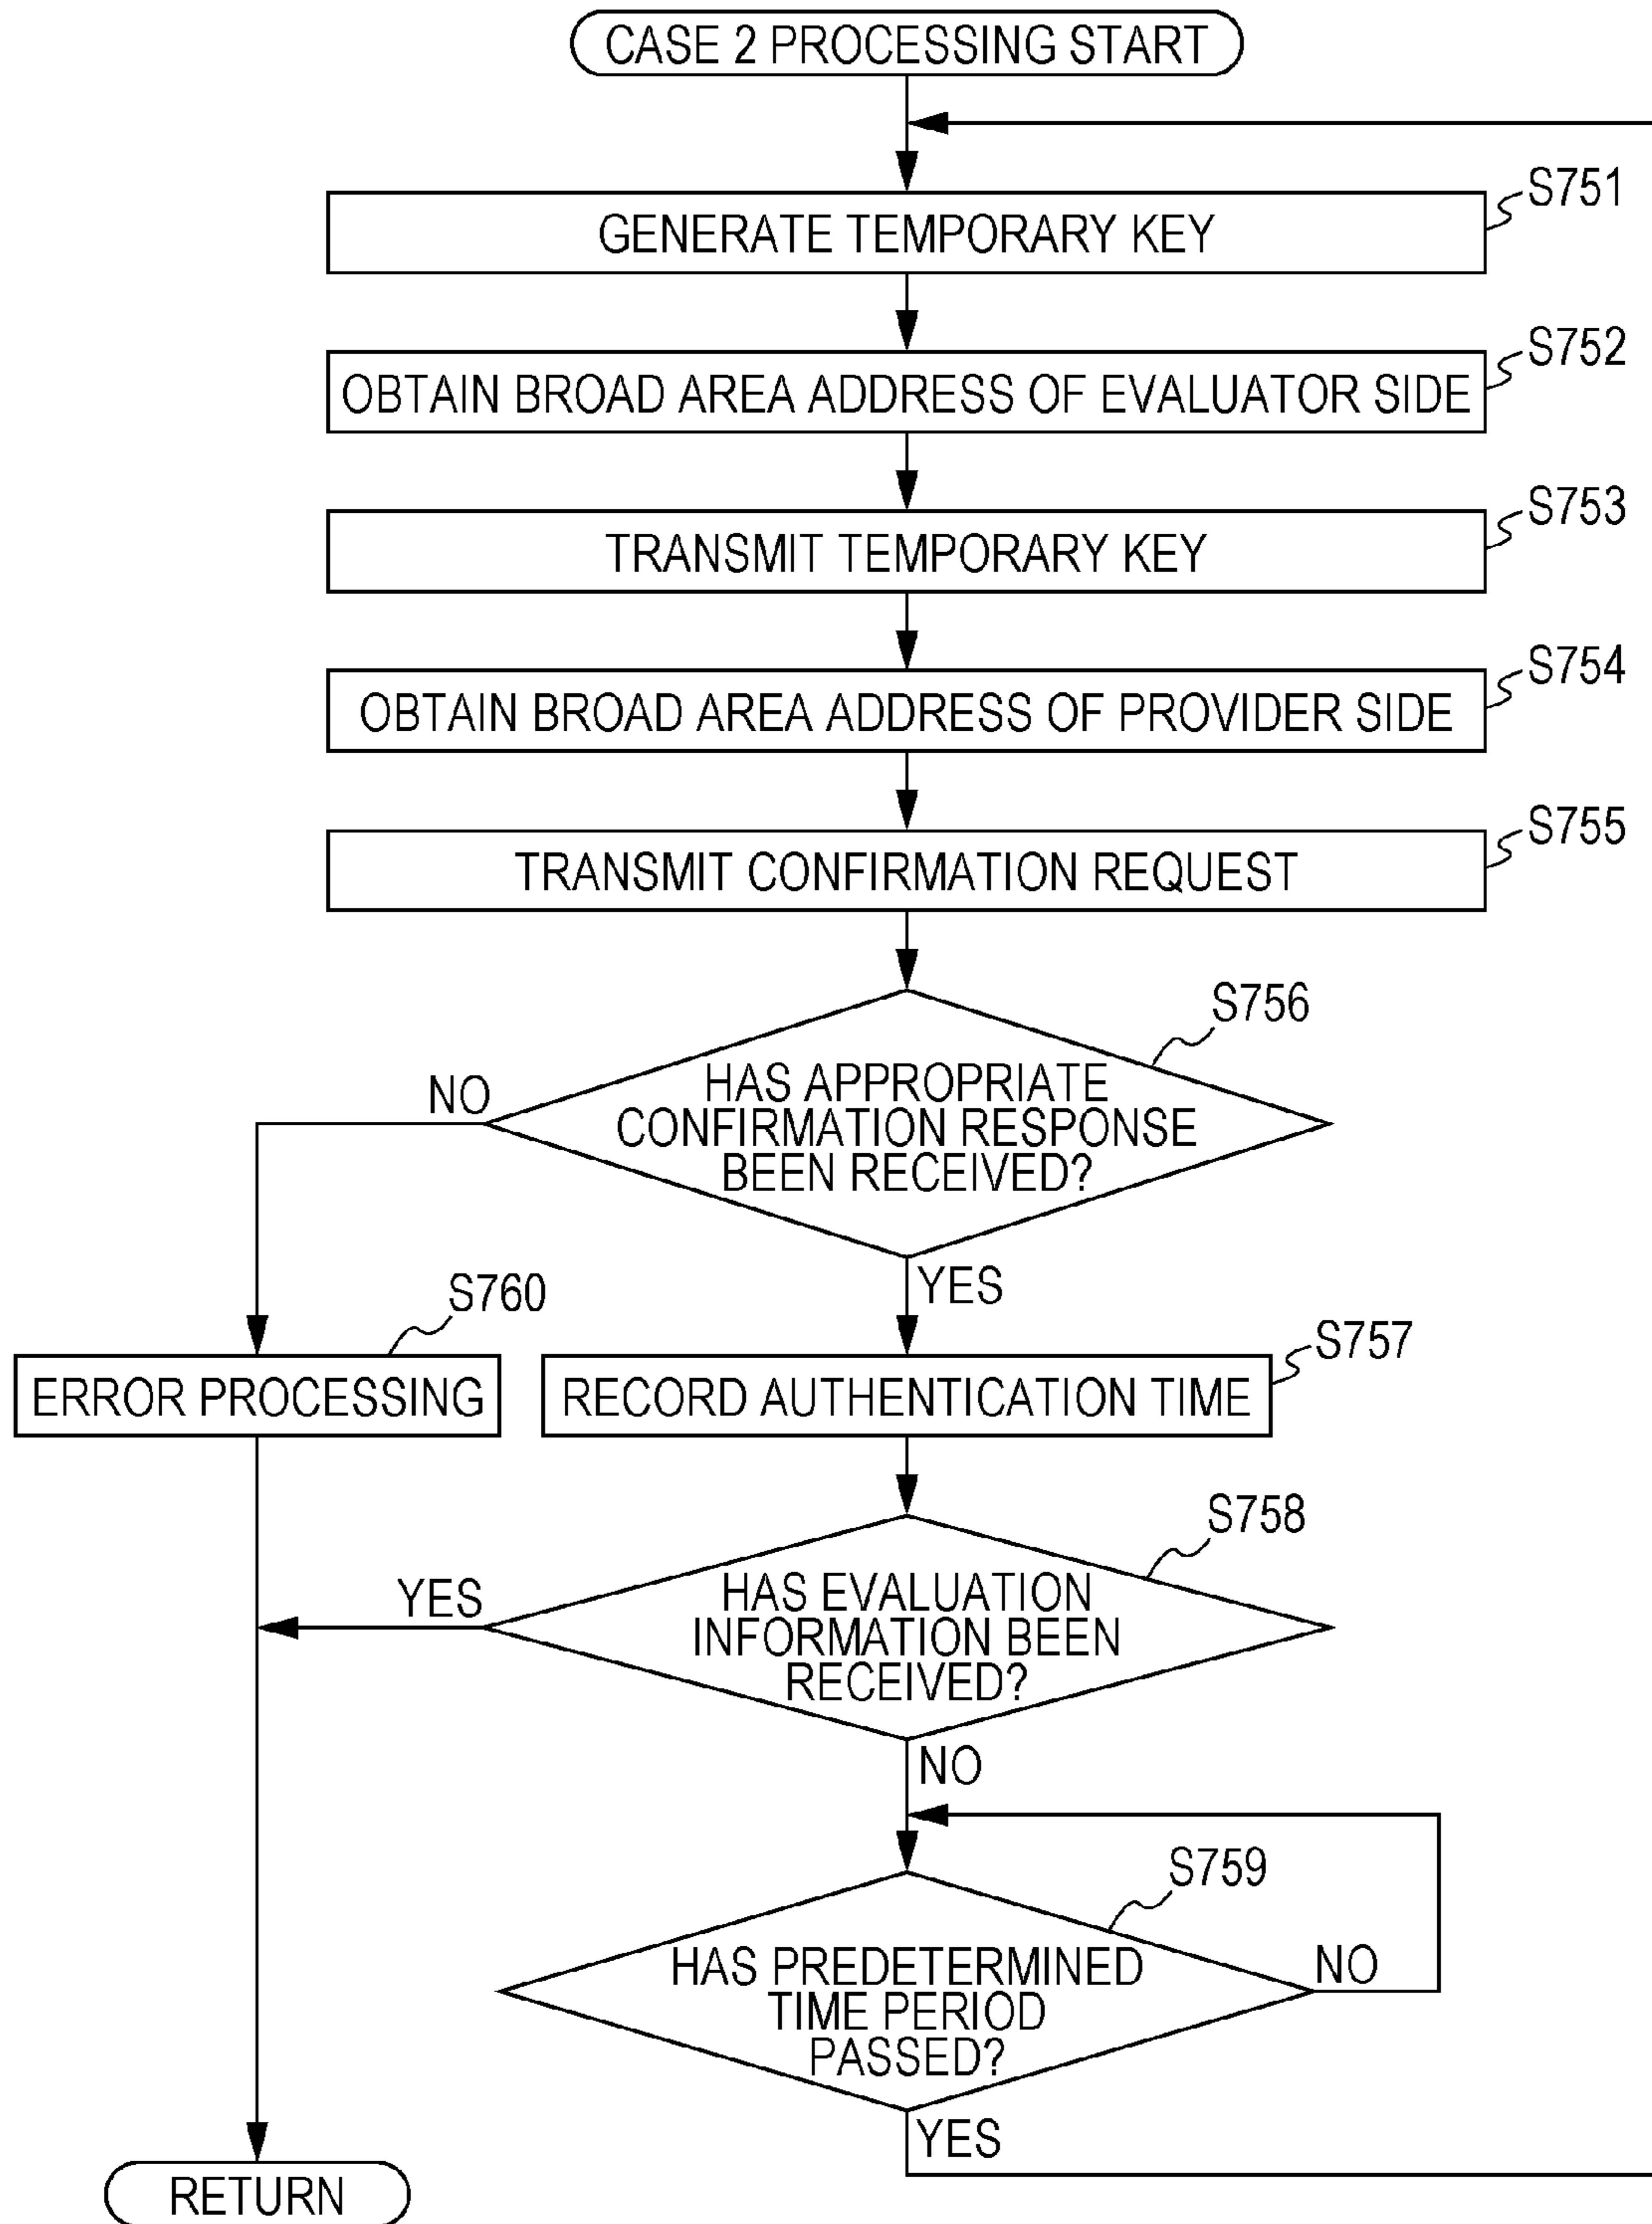 CASE 2 PROCESSING START
S751
GENERATE TEMPORARY KEY
S752
OBTAIN BROAD AREA ADDRESS OF EVALUATOR SIDE
S753
TRANSMIT TEMPORARY KEY
S754
OBTAIN BROAD AREA ADDRESS OF PROVIDER SIDE
S755
TRANSMIT CONFIRMATION REQUEST
S756
HAS APPROPRIATE
CONFIRMATION RESPONSE
BEEN RECEIVED?
NO
YES
S760
ERROR PROCESSING
S757
RECORD AUTHENTICATION TIME
S758
HAS EVALUATION
INFORMATION BEEN
RECEIVED?
YES
NO
S759
HAS PREDETERMINED
TIME PERIOD
PASSED?
NO
YES
RETURN